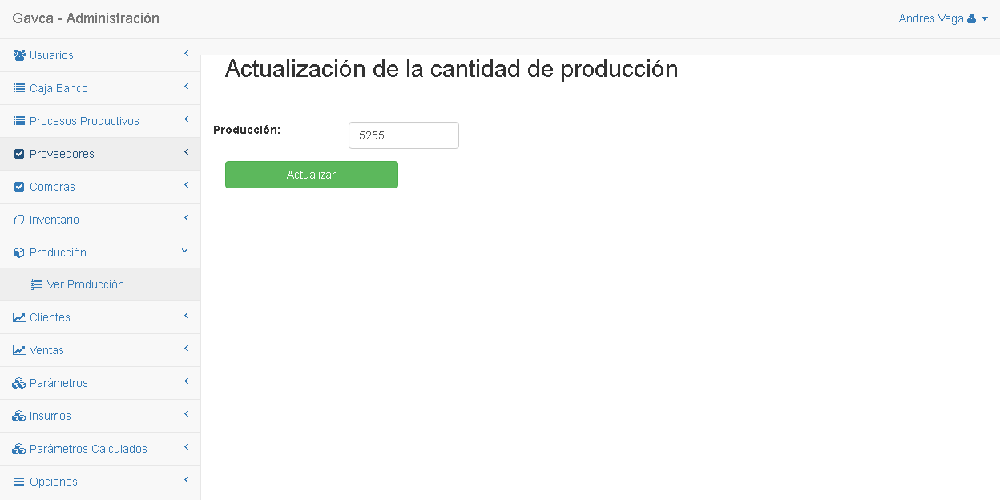 Gavca - Administración
Andres Vega
Usuarios
Caja Banco
Procesos Productivos
Proveedores
Compras
Inventario
Producción
Ver Producción
Clientes
Ventas
Parámetros
Insumos
Parámetros Calculados
Opciones
Actualización de la cantidad de producción
Producción: 5255
Actualizar